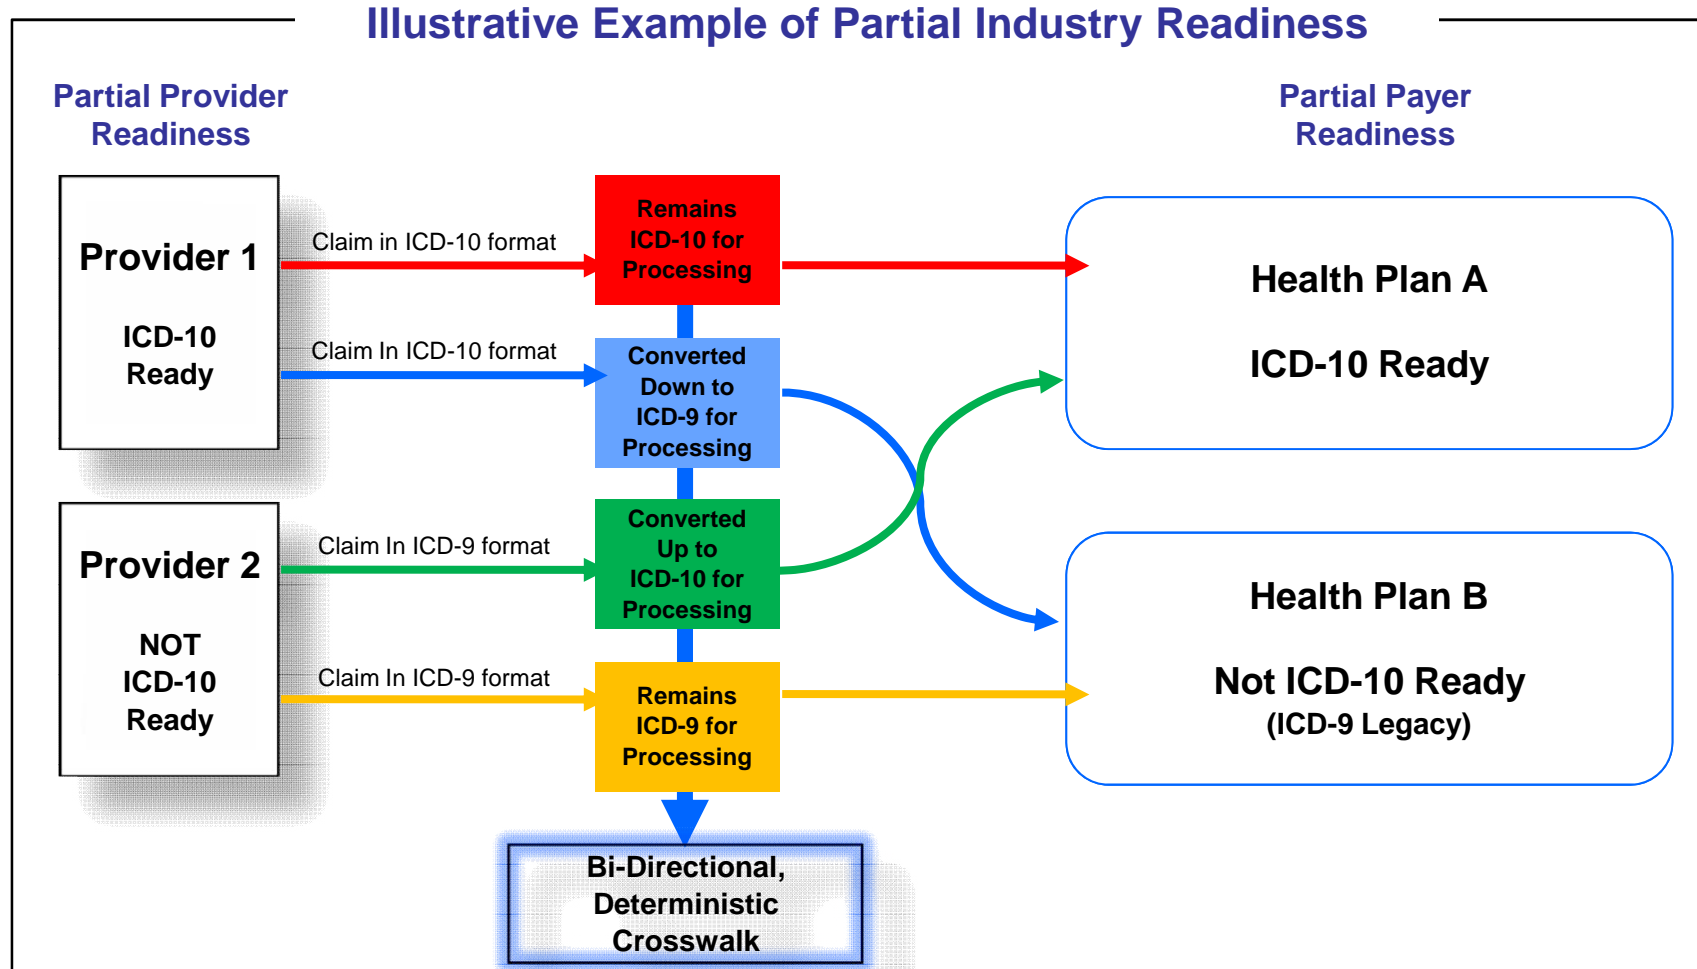 Illustrative Example of Partial Industry Readiness
Partial Provider
Readiness
Partial Payer
Readiness
Provider 1
ICD-10
Ready
Claim in ICD-10 format
Claim In ICD-10 format
Remains
ICD-10 for
Processing
Converted
Down to
ICD-9 for
Processing
Health Plan A
ICD-10 Ready
Provider 2
NOT
ICD-10
Ready
Claim In ICD-9 format
Claim In ICD-9 format
Converted
Up to
ICD-10 for
Processing
Remains
ICD-9 for
Processing
Health Plan B
Not ICD-10 Ready
(ICD-9 Legacy)
Bi-Directional,
Deterministic
Crosswalk